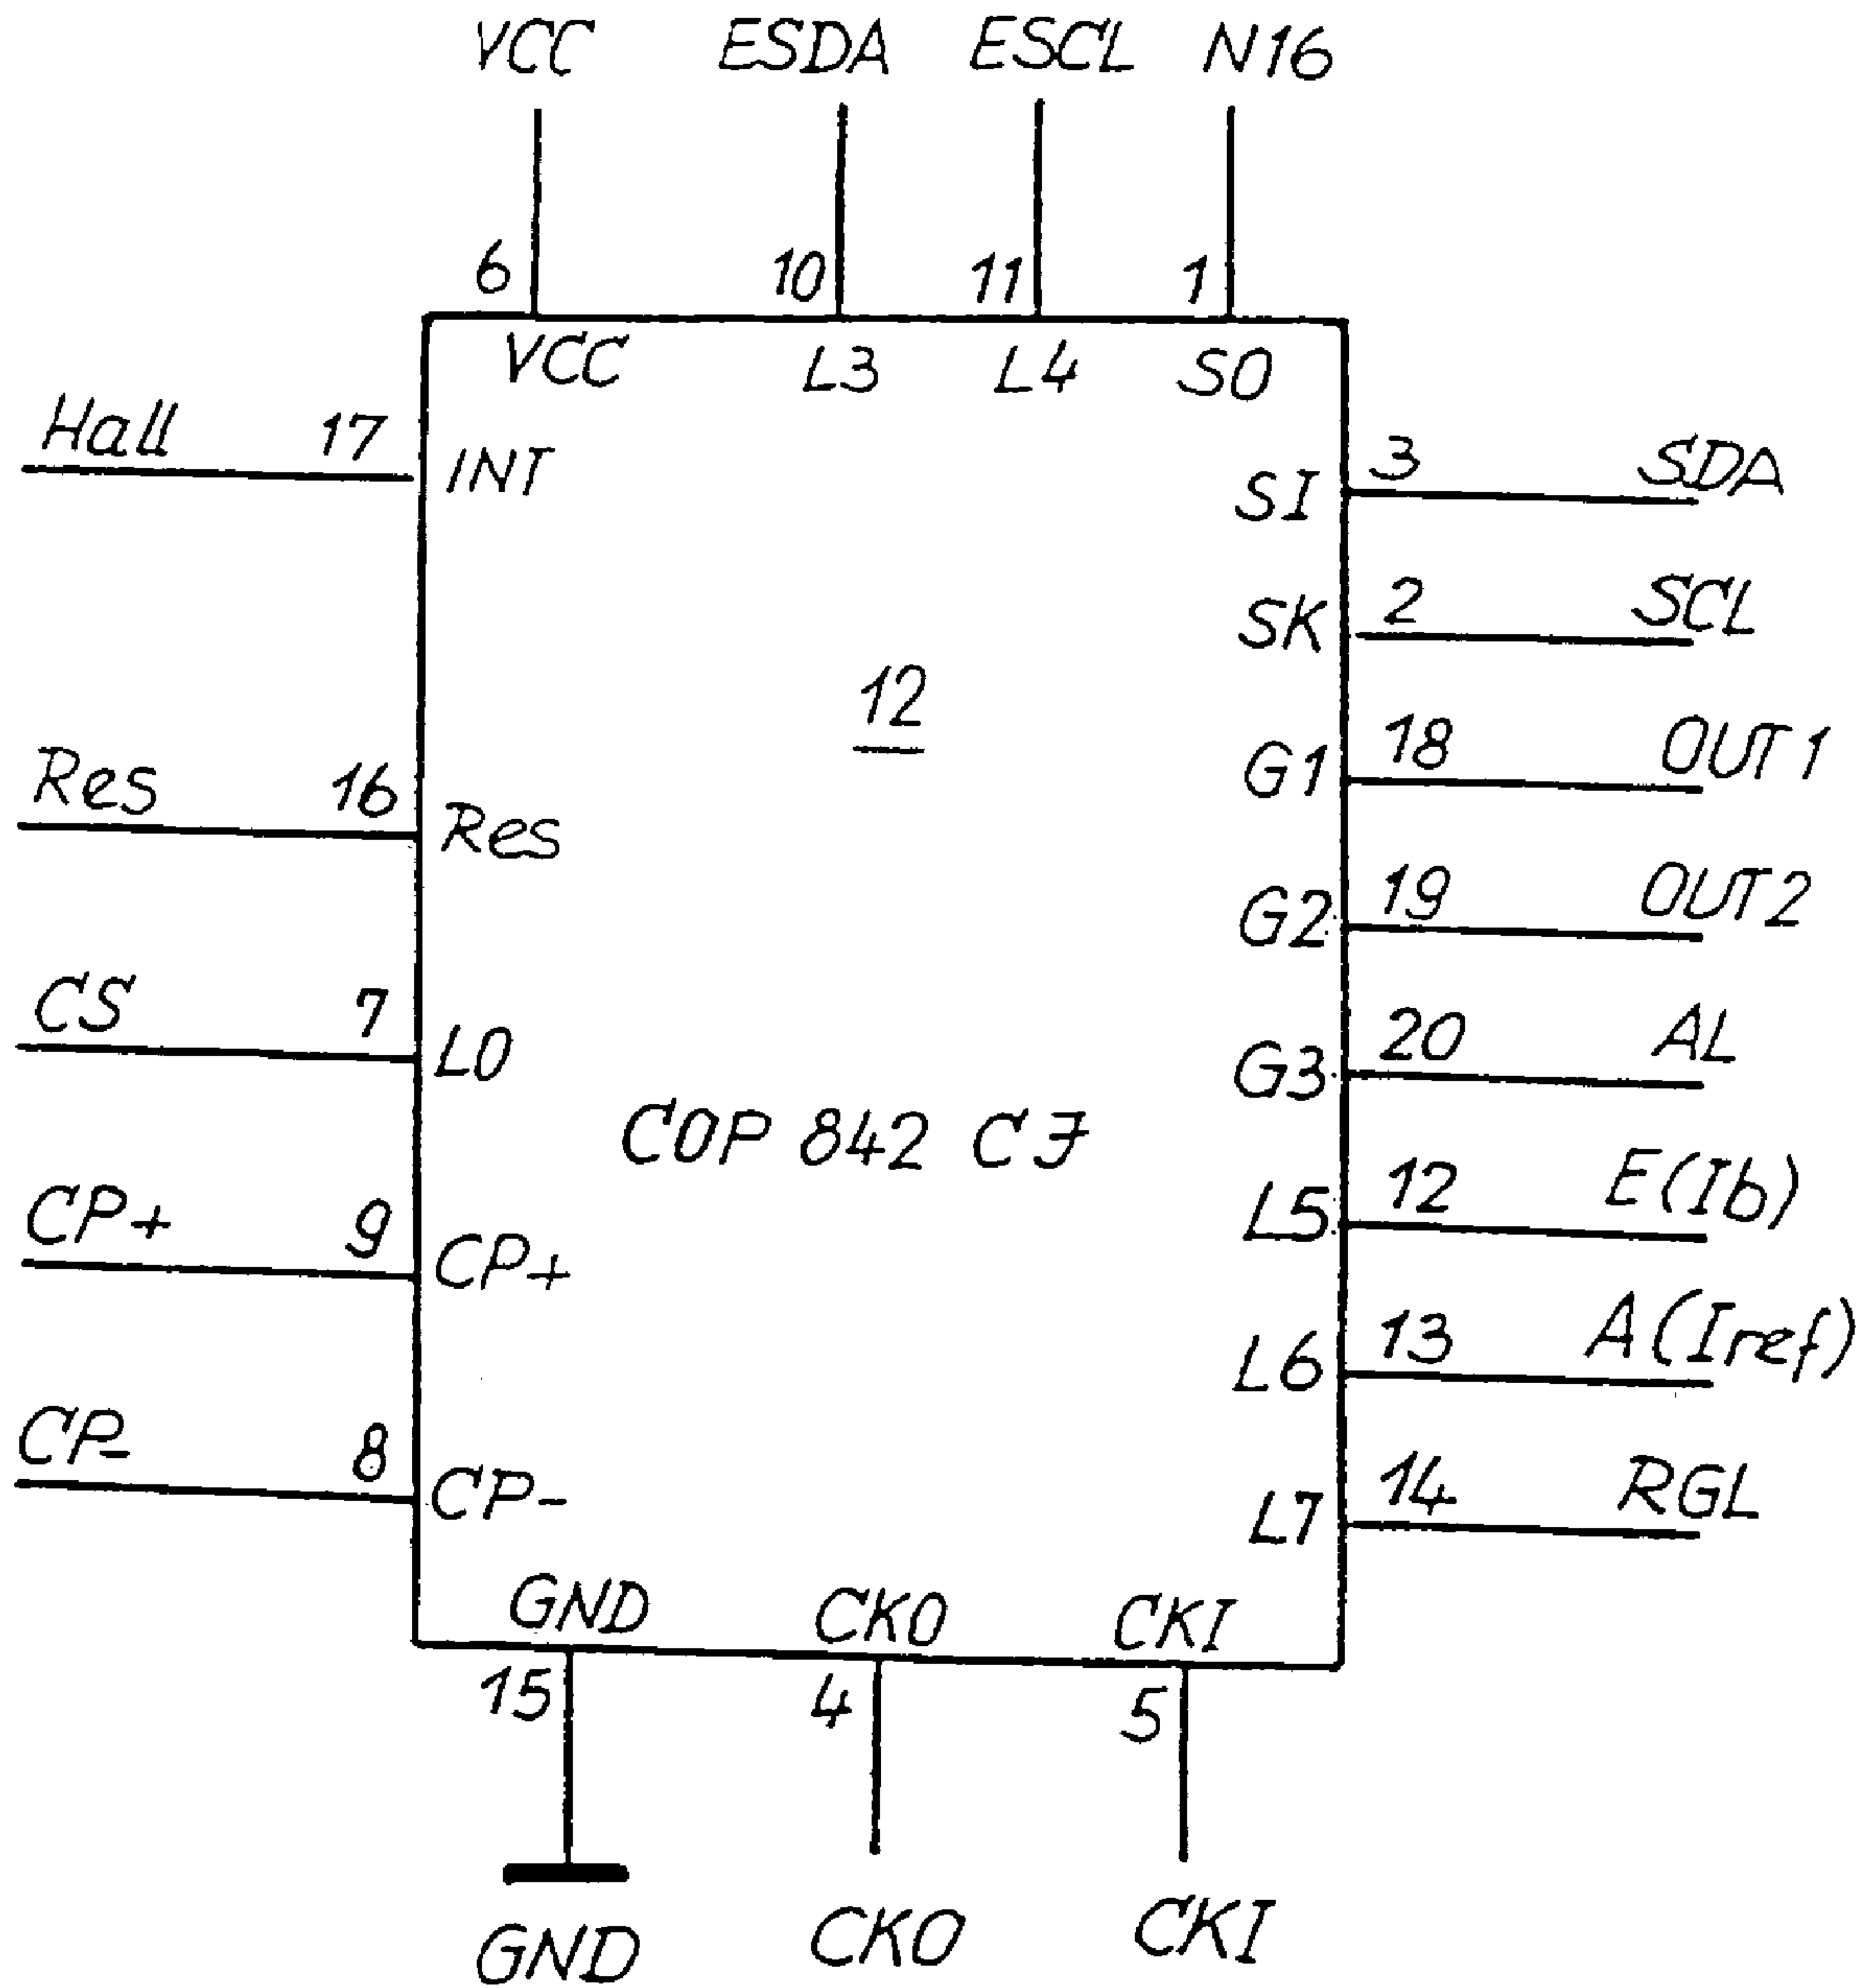 VCC ESDA ESCL N16
6 10 11 1
VCC L3 L4 SO
Hall 17 INT
SI 3 SDA
SK 2 SCL
12
G1 18 OUT1
Res 16 Res
G2 19 OUT2
CS 7 L0
G3 20 AL
COP 842 CJ
L5 12 E(Ib)
CP+ 9 CP+
L6 13 A(Iref)
CP- 8 CP-
L7 14 RGL
GND CKO CKI
15 4 5
GND CKO CKI